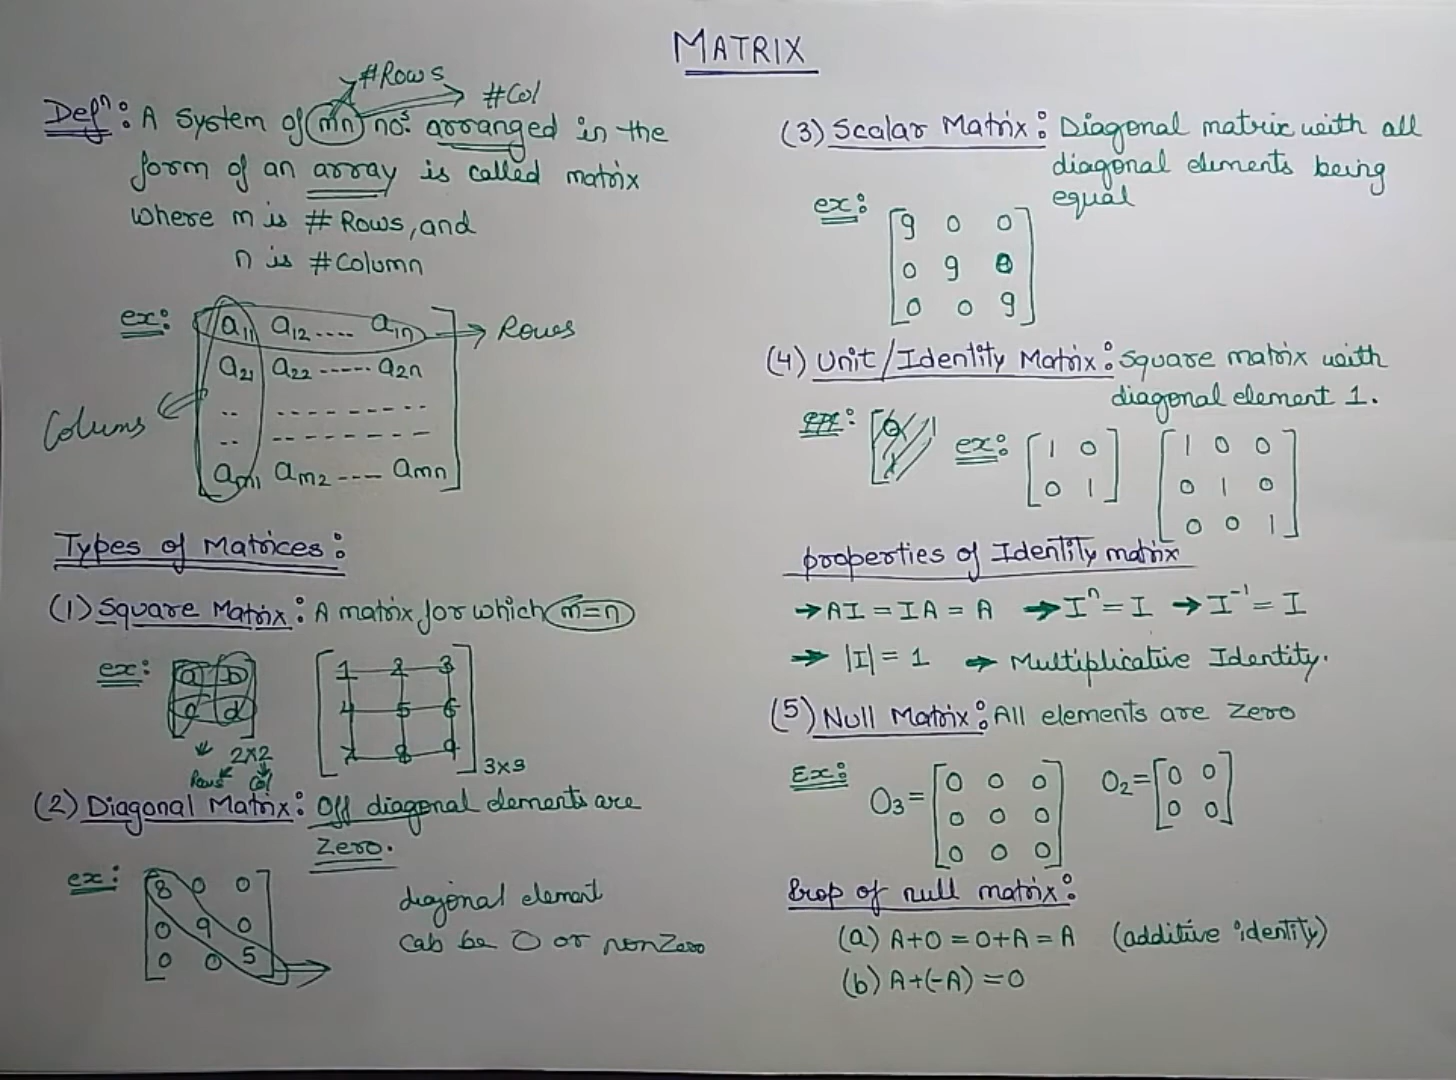 MATRIX
#Rows
#Col
Defⁿ: A system of mn noˢ. arranged in the
form of an array is called matrix
where m is # Rows, and
n is #Column
ex:
a₁₁ a₁₂ .... a₁ₙ
Rows
a₂₁ a₂₂ ----- a₂ₙ
.. - - - - - - - - -
Colums
.. - - - - - - - - -
aₘ₁ aₘ₂ ---- aₘₙ
Types of Matrices:
(1) Square Matrix: A matrix for which m=n
ex:
a b
c d
2x2
Rows Col
1 2 3
4 5 6
7 8 9
3x3
(2) Diagonal Matrix: Off diagonal elements are
Zero.
ex:
8 0 0
0 9 0
0 0 5
diagonal element
cab be 0 or nonzero
(3) Scalar Matrix: Diagonal matrix with all
diagonal elements being
equal
ex:
9 0 0
0 9 0
0 0 9
(4) Unit/Identity Matrix: Square matrix with
diagonal element 1.
ex:
1 0
0 1
1 0 0
0 1 0
0 0 1
properties of Identity matrix
→ AI = IA = A → Iⁿ = I → I⁻¹ = I
→ |I| = 1 → Multiplicative Identity.
(5) Null Matrix: All elements are zero
Ex:
O₃ =
0 0 0
0 0 0
0 0 0
O₂ =
0 0
0 0
Prop of null matrix:
(a) A+0 = 0+A = A (additive identity)
(b) A+(-A) = 0